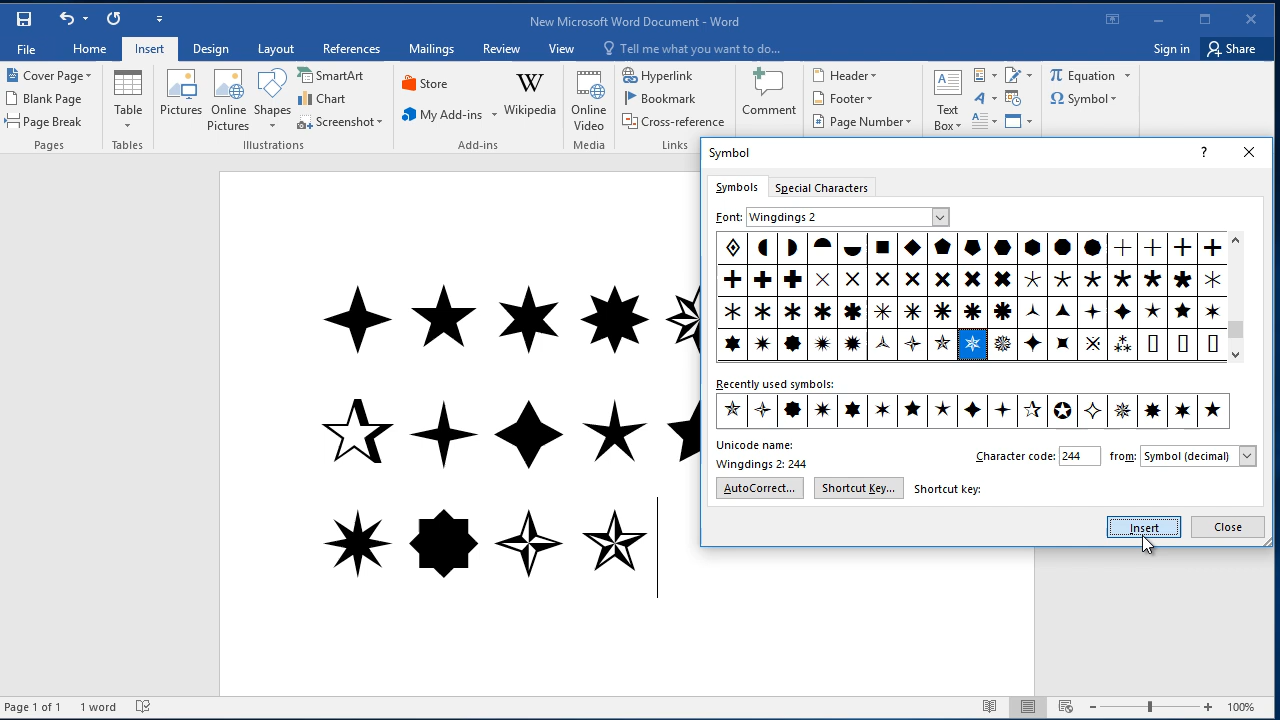 New Microsoft Word Document - Word
File Home Insert Design Layout References Mailings Review View Tell me what you want to do... Sign in Share
Cover Page
Blank Page
Page Break
Pages
Table
Tables
Pictures
Online
Pictures
Shapes
SmartArt
Chart
Screenshot
Illustrations
Store
My Add-ins
W
Wikipedia
Add-ins
Online
Video
Media
Hyperlink
Bookmark
Cross-reference
Links
Comment
Header
Footer
Page Number
A
Text
Box
π Equation
Ω Symbol
Symbol
?
Symbols Special Characters
Font: Wingdings 2
Recently used symbols:
Unicode name:
Wingdings 2: 244
Character code: 244 from: Symbol (decimal)
AutoCorrect... Shortcut Key... Shortcut key:
Insert Close
Page 1 of 1 1 word 100%